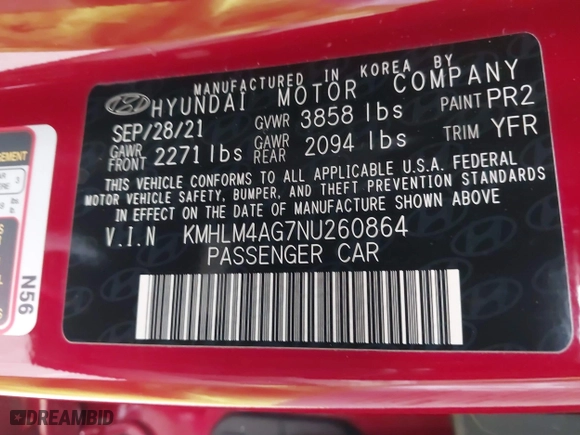 MANUFACTURED IN KOREA BY
HYUNDAI MOTOR COMPANY
SEP/28/21 GVWR 3858 lbs PAINT PR2
GAWR FRONT 2271 lbs GAWR REAR 2094 lbs TRIM YFR
THIS VEHICLE CONFORMS TO ALL APPLICABLE U.S.A. FEDERAL
MOTOR VEHICLE SAFETY, BUMPER, AND THEFT PREVENTION STANDARDS
IN EFFECT ON THE DATE OF MANUFACTURE SHOWN ABOVE.
V.I.N KMHLM4AG7NU260864
PASSENGER CAR
N56
DREAMBID